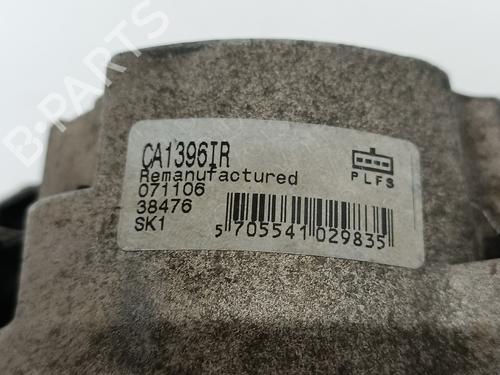 CA1396IR
Remanufactured
071106
38476
SK1
PLFS
5 705541 029835
B-PARTS